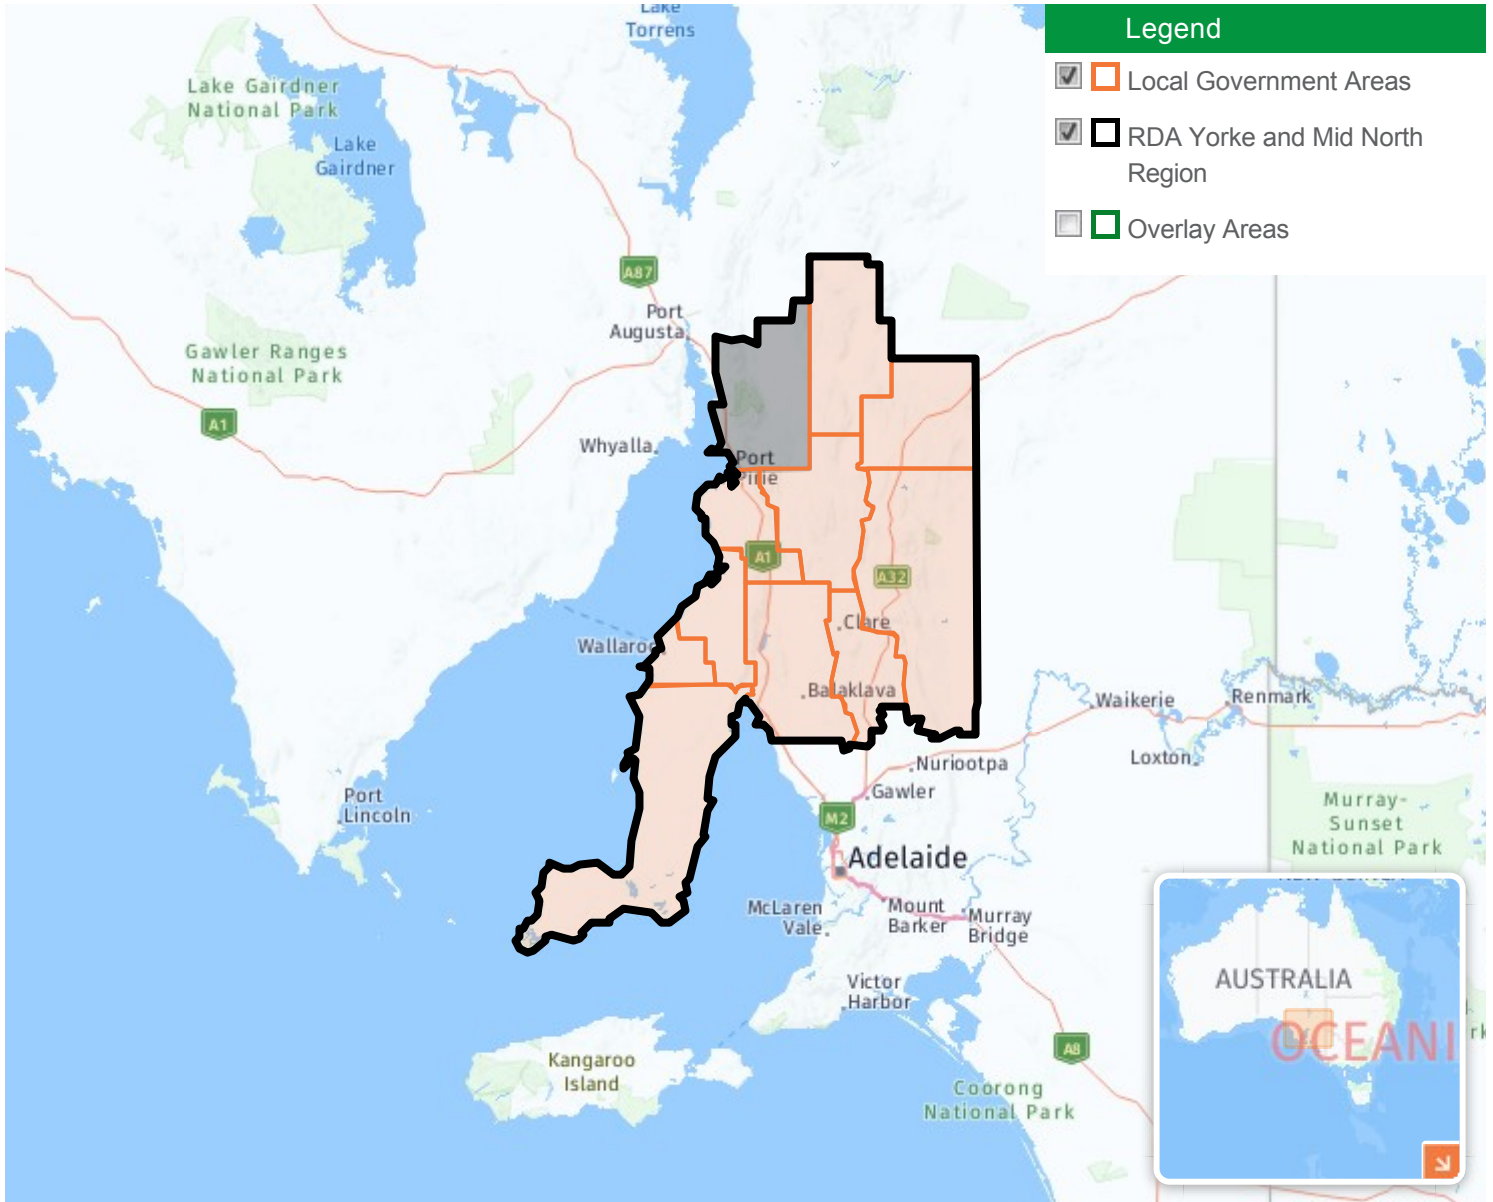 Lake
Torrens
Legend
Local Government Areas
RDA Yorke and Mid North
Region
Overlay Areas
Lake Gairdner
National Park
Lake
Gairdner
A87
Port
Augusta
Gawler Ranges
National Park
A1
Whyalla
Port
Pirie
A1
A32
Clare
Wallaroo
Balaklava
Waikerie
Renmark
Loxton
Nuriootpa
Gawler
Port
Lincoln
M2
Murray-
Sunset
National Park
Adelaide
McLaren
Vale
Mount
Barker
Murray
Bridge
Victor
Harbor
AUSTRALIA
OCEANI
A8
Kangaroo
Island
Coorong
National Park